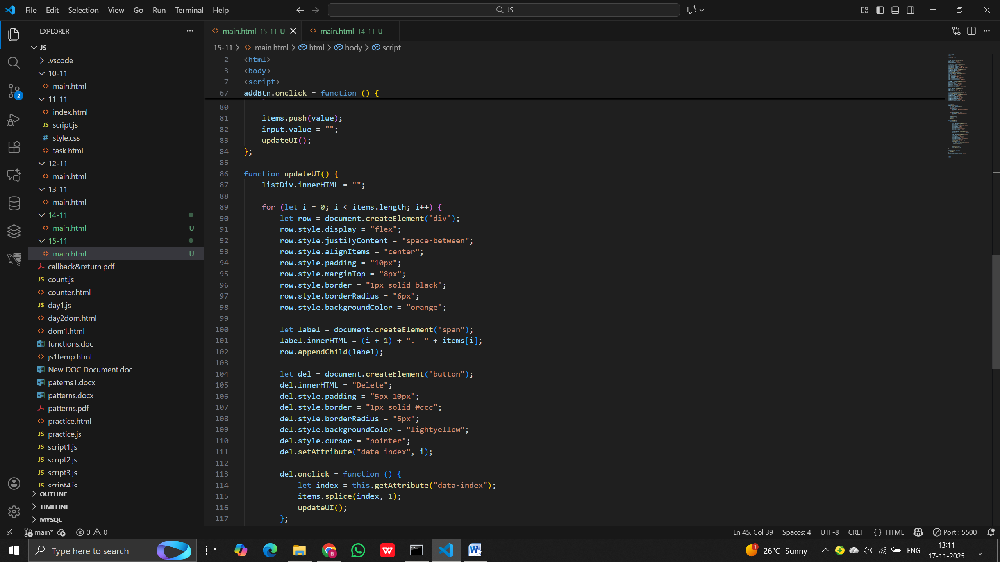 File Edit Selection View Go Run Terminal Help
JS
EXPLORER
JS
.vscode
10-11
main.html
11-11
index.html
script.js
style.css
task.html
12-11
main.html
13-11
main.html
14-11
main.html U
15-11
main.html U
callback&return.pdf
count.js
counter.html
day1.js
day2dom.html
dom1.html
functions.doc
js1temp.html
New DOC Document.doc
paterns1.docx
patterns.docx
patterns.pdf
practice.html
practice.js
script1.js
script2.js
script3.js
script4.js
OUTLINE
TIMELINE
MYSQL
main.html 15-11 U
main.html 14-11 U
15-11 > main.html > html > body > script
2 <html>
3 <body>
7 <script>
67 addBtn.onclick = function () {
80
81 items.push(value);
82 input.value = "";
83 updateUI();
84 };
85
86 function updateUI() {
87 listDiv.innerHTML = "";
88
89 for (let i = 0; i < items.length; i++) {
90 let row = document.createElement("div");
91 row.style.display = "flex";
92 row.style.justifyContent = "space-between";
93 row.style.alignItems = "center";
94 row.style.padding = "10px";
95 row.style.marginTop = "8px";
96 row.style.border = "1px solid black";
97 row.style.borderRadius = "6px";
98 row.style.backgroundColor = "orange";
99
100 let label = document.createElement("span");
101 label.innerHTML = (i + 1) + ".  " + items[i];
102 row.appendChild(label);
103
104 let del = document.createElement("button");
105 del.innerHTML = "Delete";
106 del.style.padding = "5px 10px";
107 del.style.border = "1px solid #ccc";
108 del.style.borderRadius = "5px";
109 del.style.backgroundColor = "lightyellow";
110 del.style.cursor = "pointer";
111 del.setAttribute("data-index", i);
112
113 del.onclick = function () {
114 let index = this.getAttribute("data-index");
115 items.splice(index, 1);
116 updateUI();
117 };
2
main* 0 0
Ln 45, Col 39 Spaces: 4 UTF-8 CRLF { } HTML Port : 5500
Type here to search
1 26°C Sunny
ENG
13:11
17-11-2025